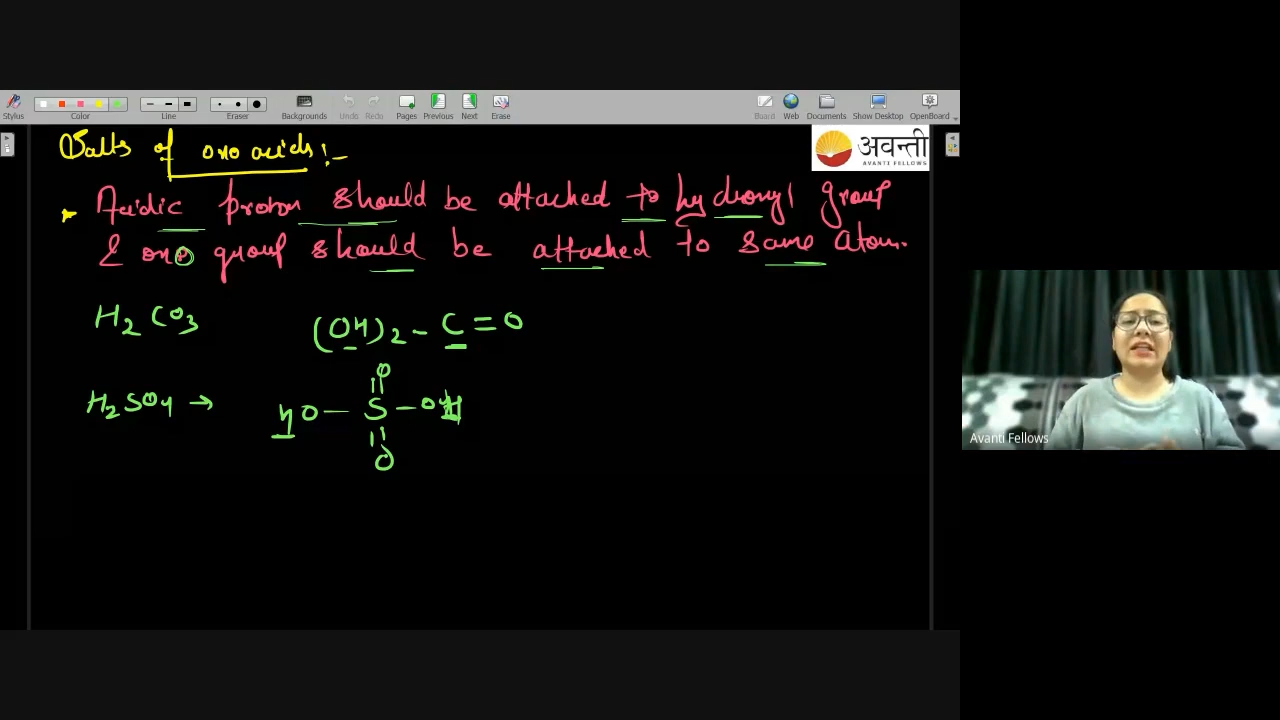 Stylus Color Line Eraser Backgrounds Undo Redo Pages Previous Next Erase Board Web Documents Show Desktop OpenBoard
Salts of oxo acids :-
अवन्ती
AVANTI FELLOWS
Acidic proton should be attached to hydroxyl group
& oxo group should be attached to same atom.
H2CO3 (OH)2-C=O
O
H2SO4 → HO-S-OH
O
Avanti Fellows